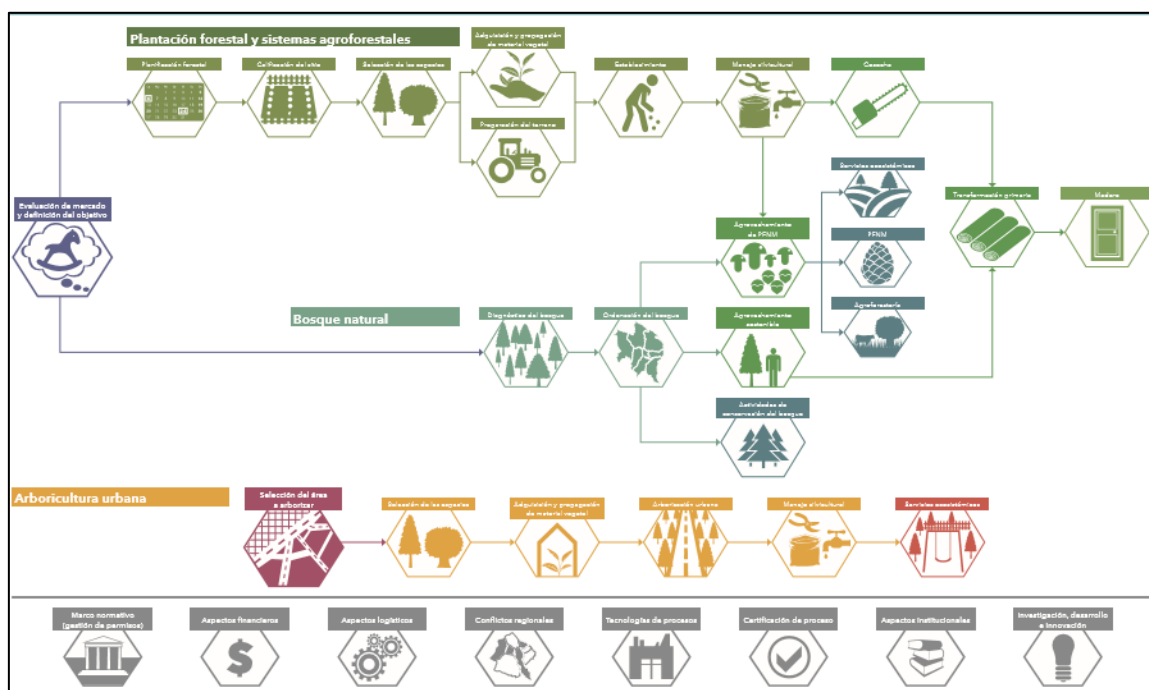 Plantación forestal y sistemas agroforestales
Planificación forestal
Calificación del sitio
Selección de las especies
Adquisición y propagación
de material vegetal
Preparación del terreno
Establecimiento
Manejo silvicultural
Cosecha
Servicios ecosistémicos
Evaluación de mercado
y definición del objetivo
Transformación primaria
Madera
Aprovechamiento
de PFNM
PFNM
Agroforestería
Bosque natural
Diagnóstico del bosque
Ordenación del bosque
Aprovechamiento
sostenible
Actividades de
conservación del bosque
Arboricultura urbana
Selección del área
a arborizar
Selección de las especies
Adquisición y propagación
de material vegetal
Arborización urbana
Manejo silvicultural
Servicios ecosistémicos
Marco normativo
(gestión de permisos)
Aspectos financieros
Aspectos logísticos
Conflictos regionales
Tecnologías de procesos
Certificación de proceso
Aspectos institucionales
Investigación, desarrollo
e innovación